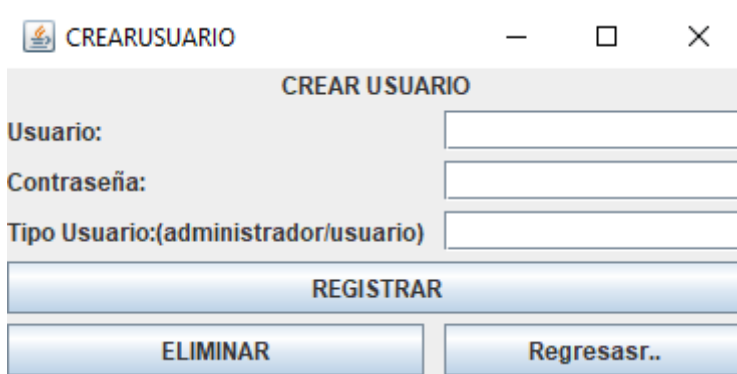 CREARUSUARIO
CREAR USUARIO
Usuario:
Contraseña:
Tipo Usuario:(administrador/usuario)
REGISTRAR
ELIMINAR Regresasr..